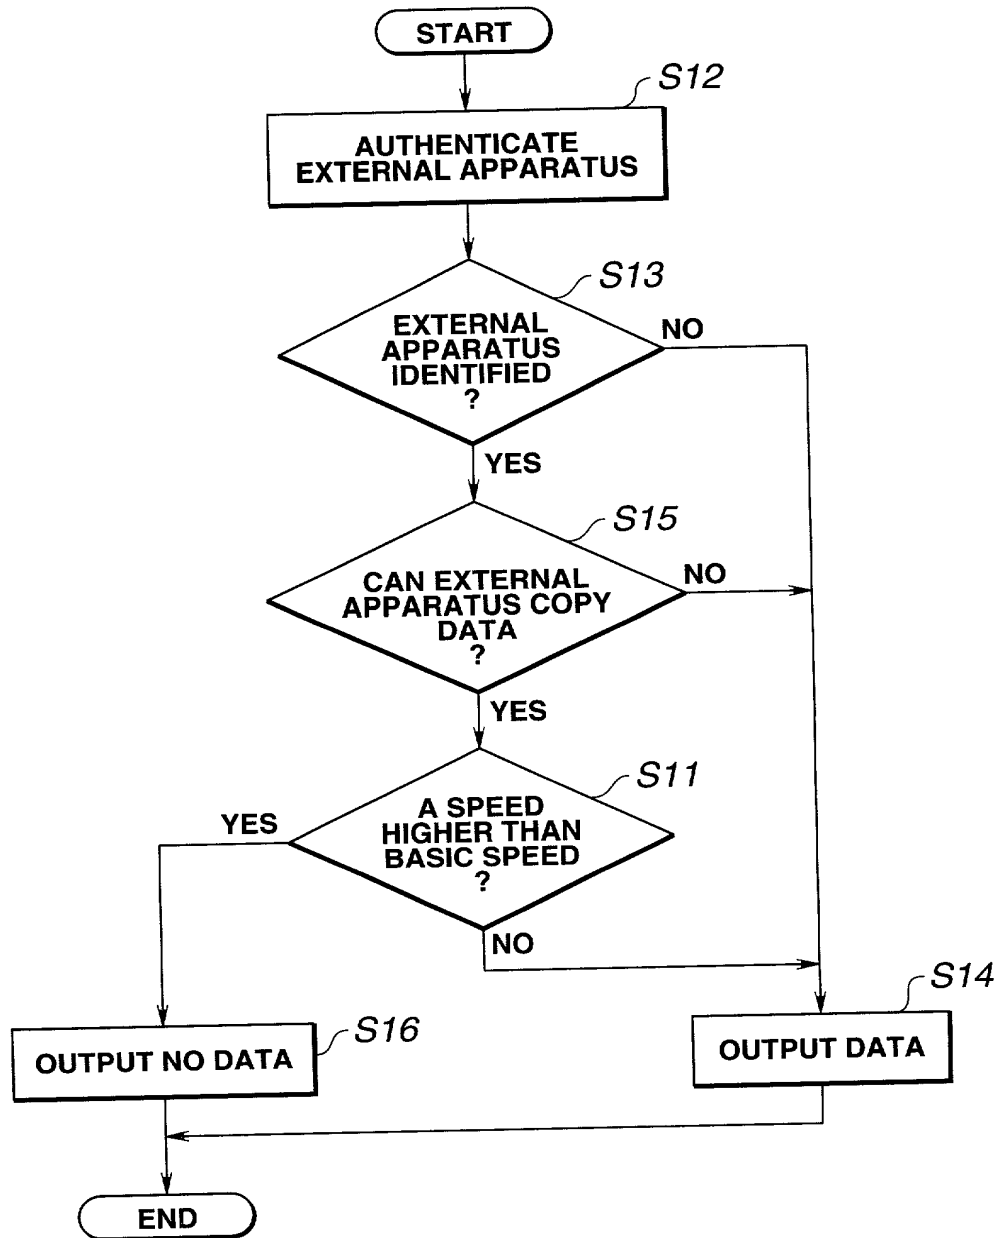 START
S12
AUTHENTICATE
EXTERNAL APPARATUS
S13
EXTERNAL
APPARATUS
IDENTIFIED
?
NO
YES
S15
CAN EXTERNAL
APPARATUS COPY
DATA
?
NO
YES
S11
A SPEED
HIGHER THAN
BASIC SPEED
?
YES
NO
S14
OUTPUT DATA
S16
OUTPUT NO DATA
END